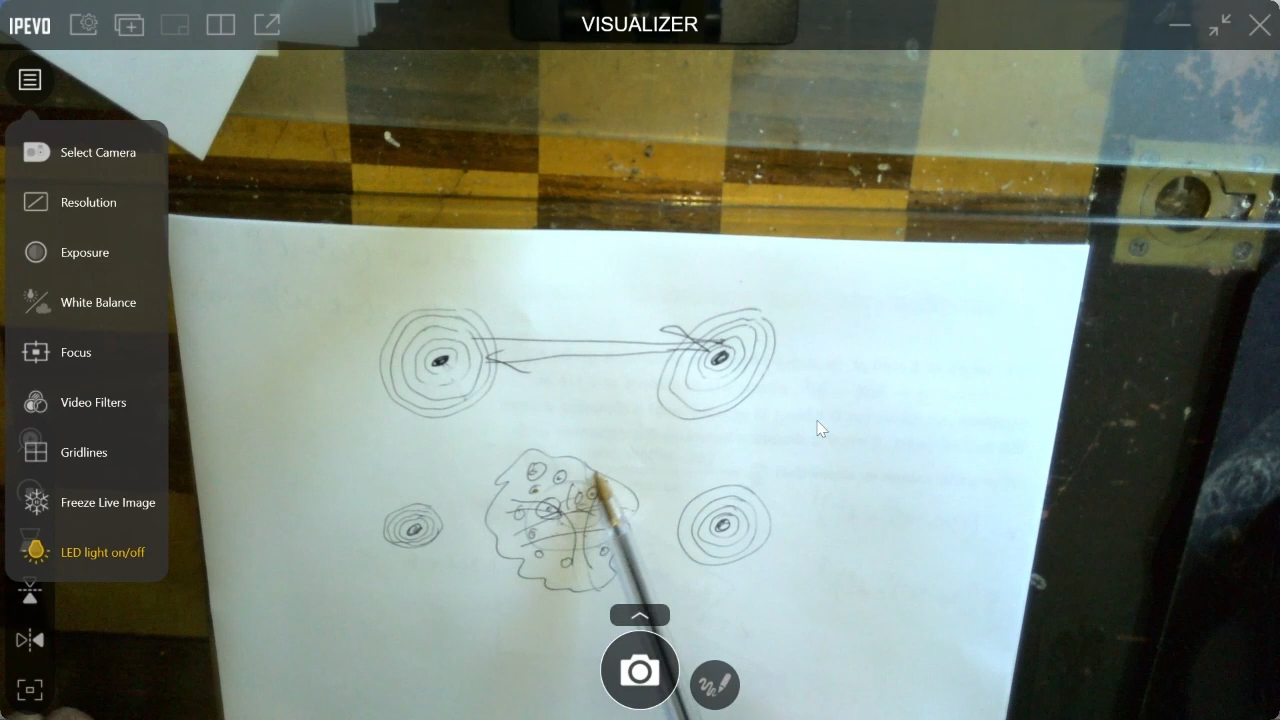 IPEVO
VISUALIZER
Select Camera
Resolution
Exposure
White Balance
Focus
Video Filters
Gridlines
Freeze Live Image
LED light on/off